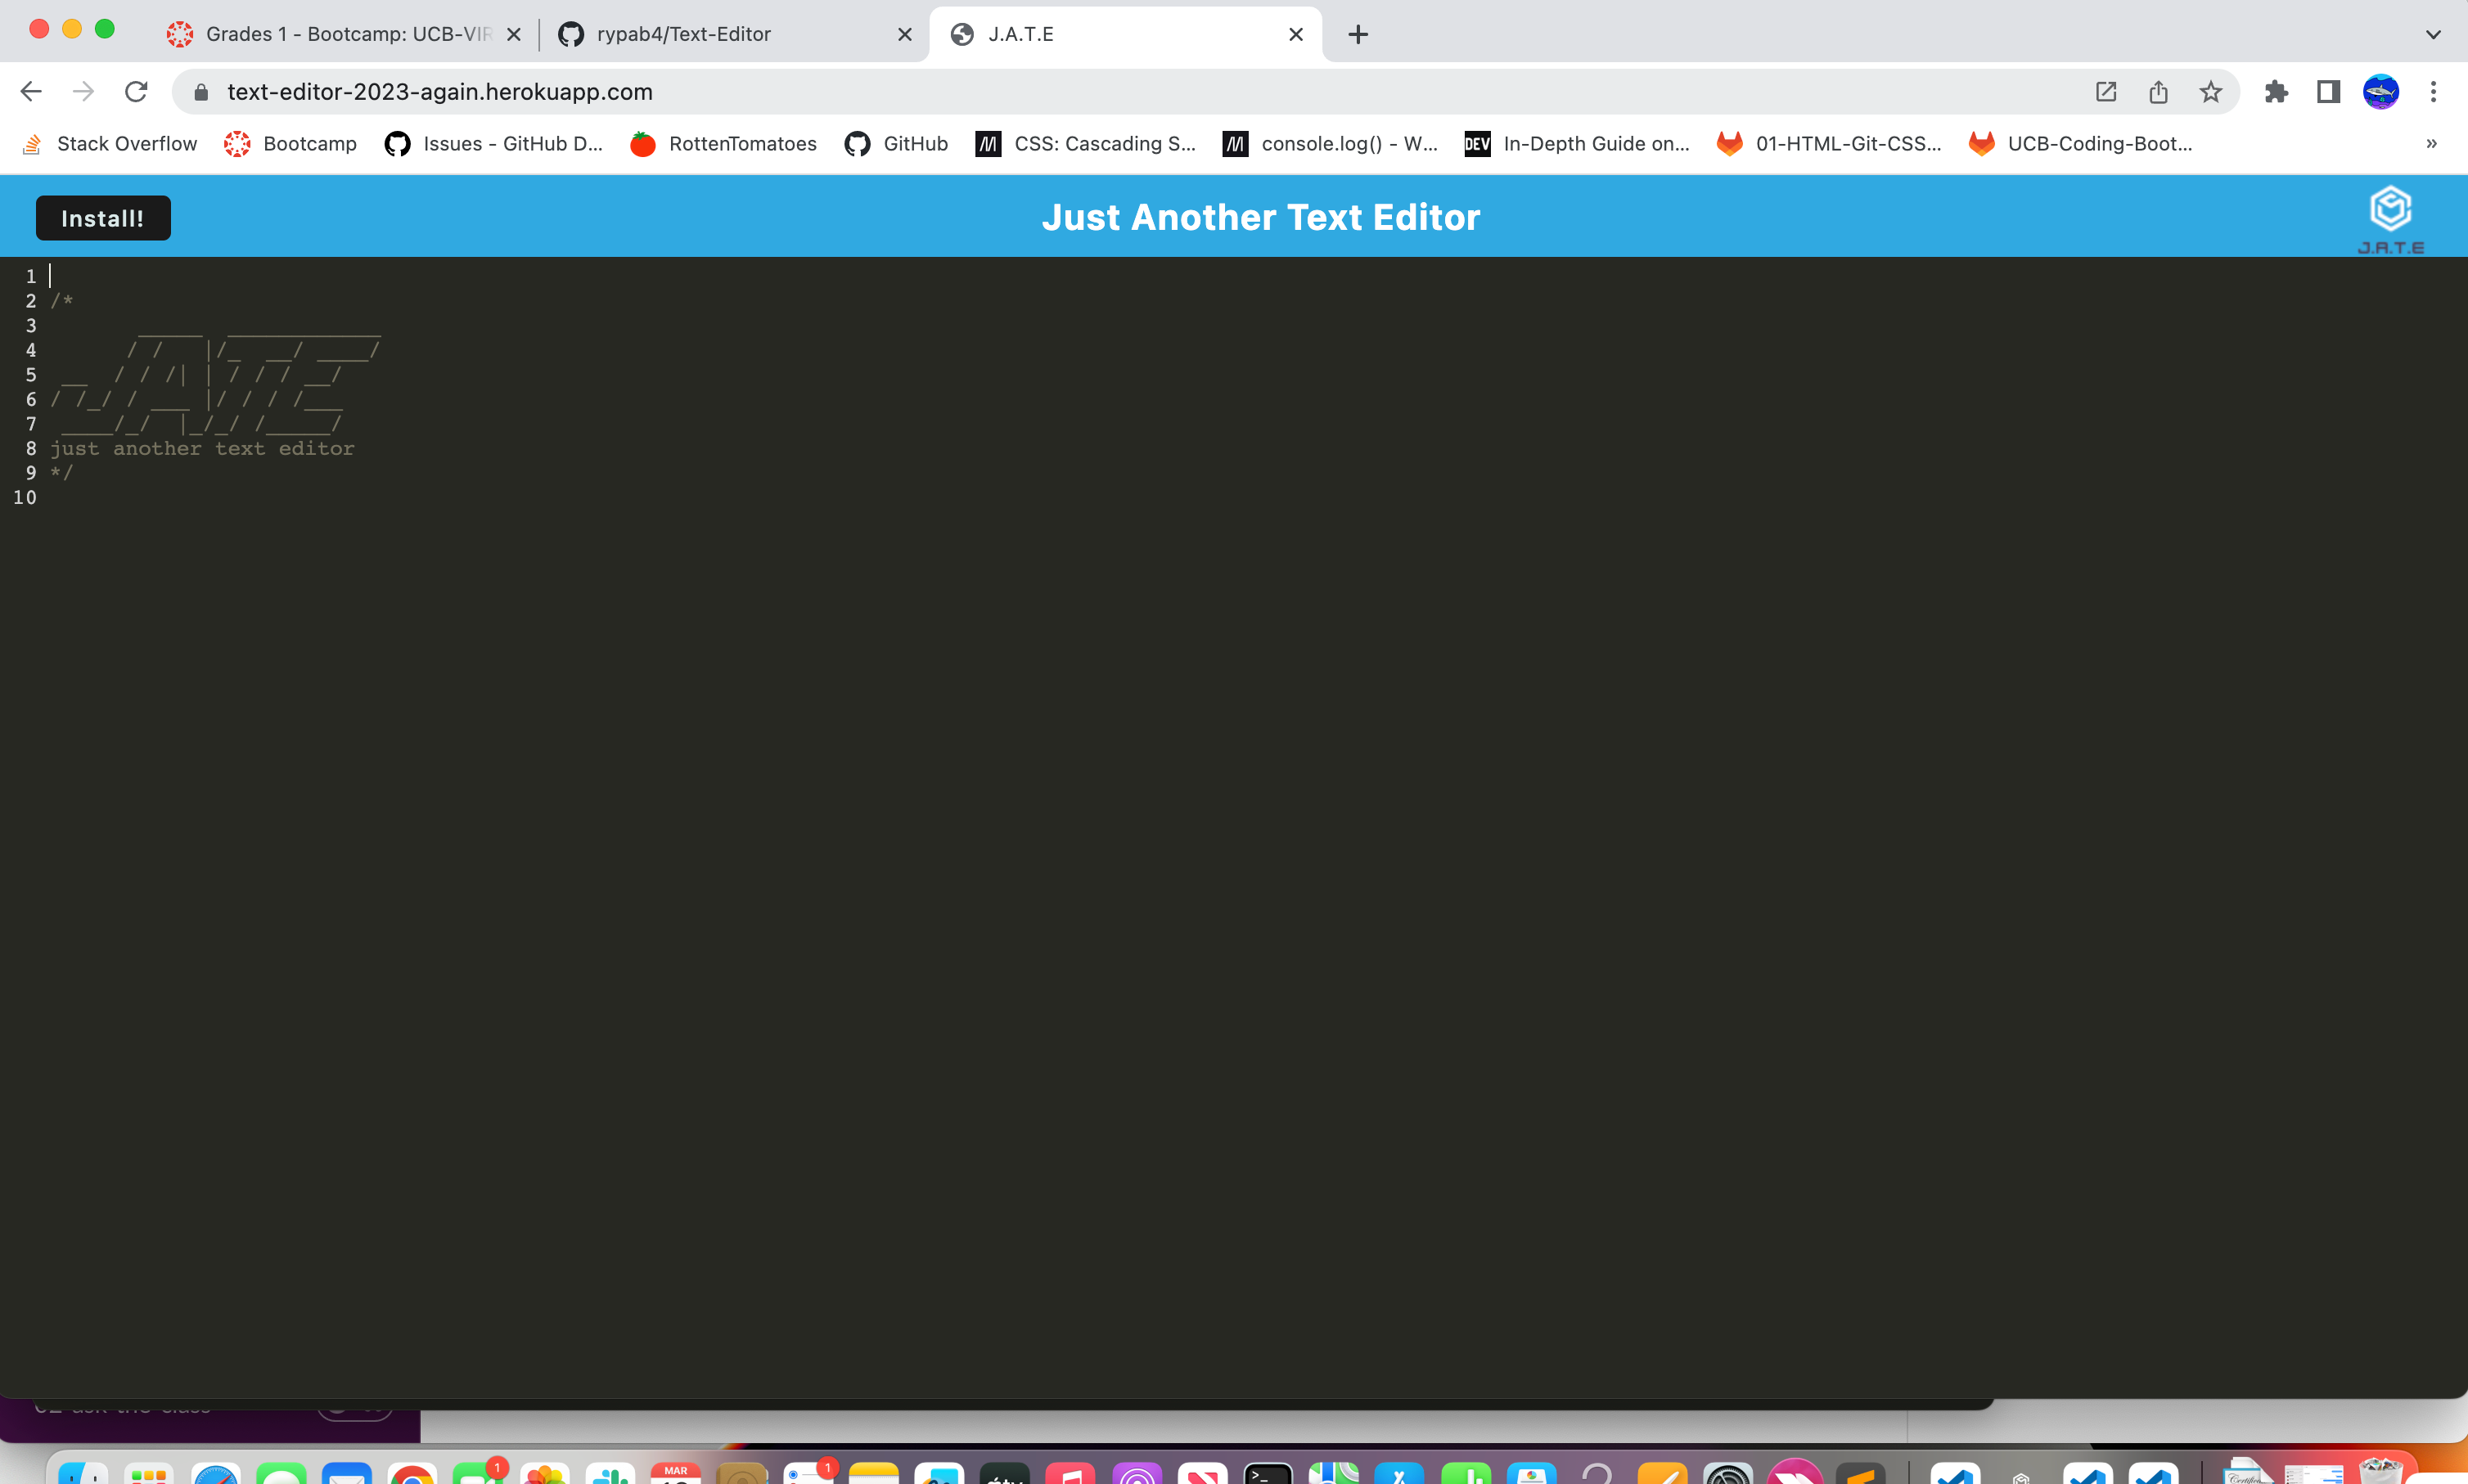 Grades 1 - Bootcamp: UCB-VIR
rypab4/Text-Editor
J.A.T.E
text-editor-2023-again.herokuapp.com
Stack Overflow
Bootcamp
Issues - GitHub D...
RottenTomatoes
GitHub
CSS: Cascading S...
console.log() - W...
DEV
In-Depth Guide on...
01-HTML-Git-CSS...
UCB-Coding-Boot...
»
Install!
Just Another Text Editor
J.A.T.E
1
2 /*
3      _____  ____________
4     / /   |/_  __/ ____/
5 __  / / /| | / / / __/
6 / /_/ / ___ |/ / / /___
7 ____/_/  |_/_/ /_____/
8 just another text editor
9 */
10
1
MAR
1